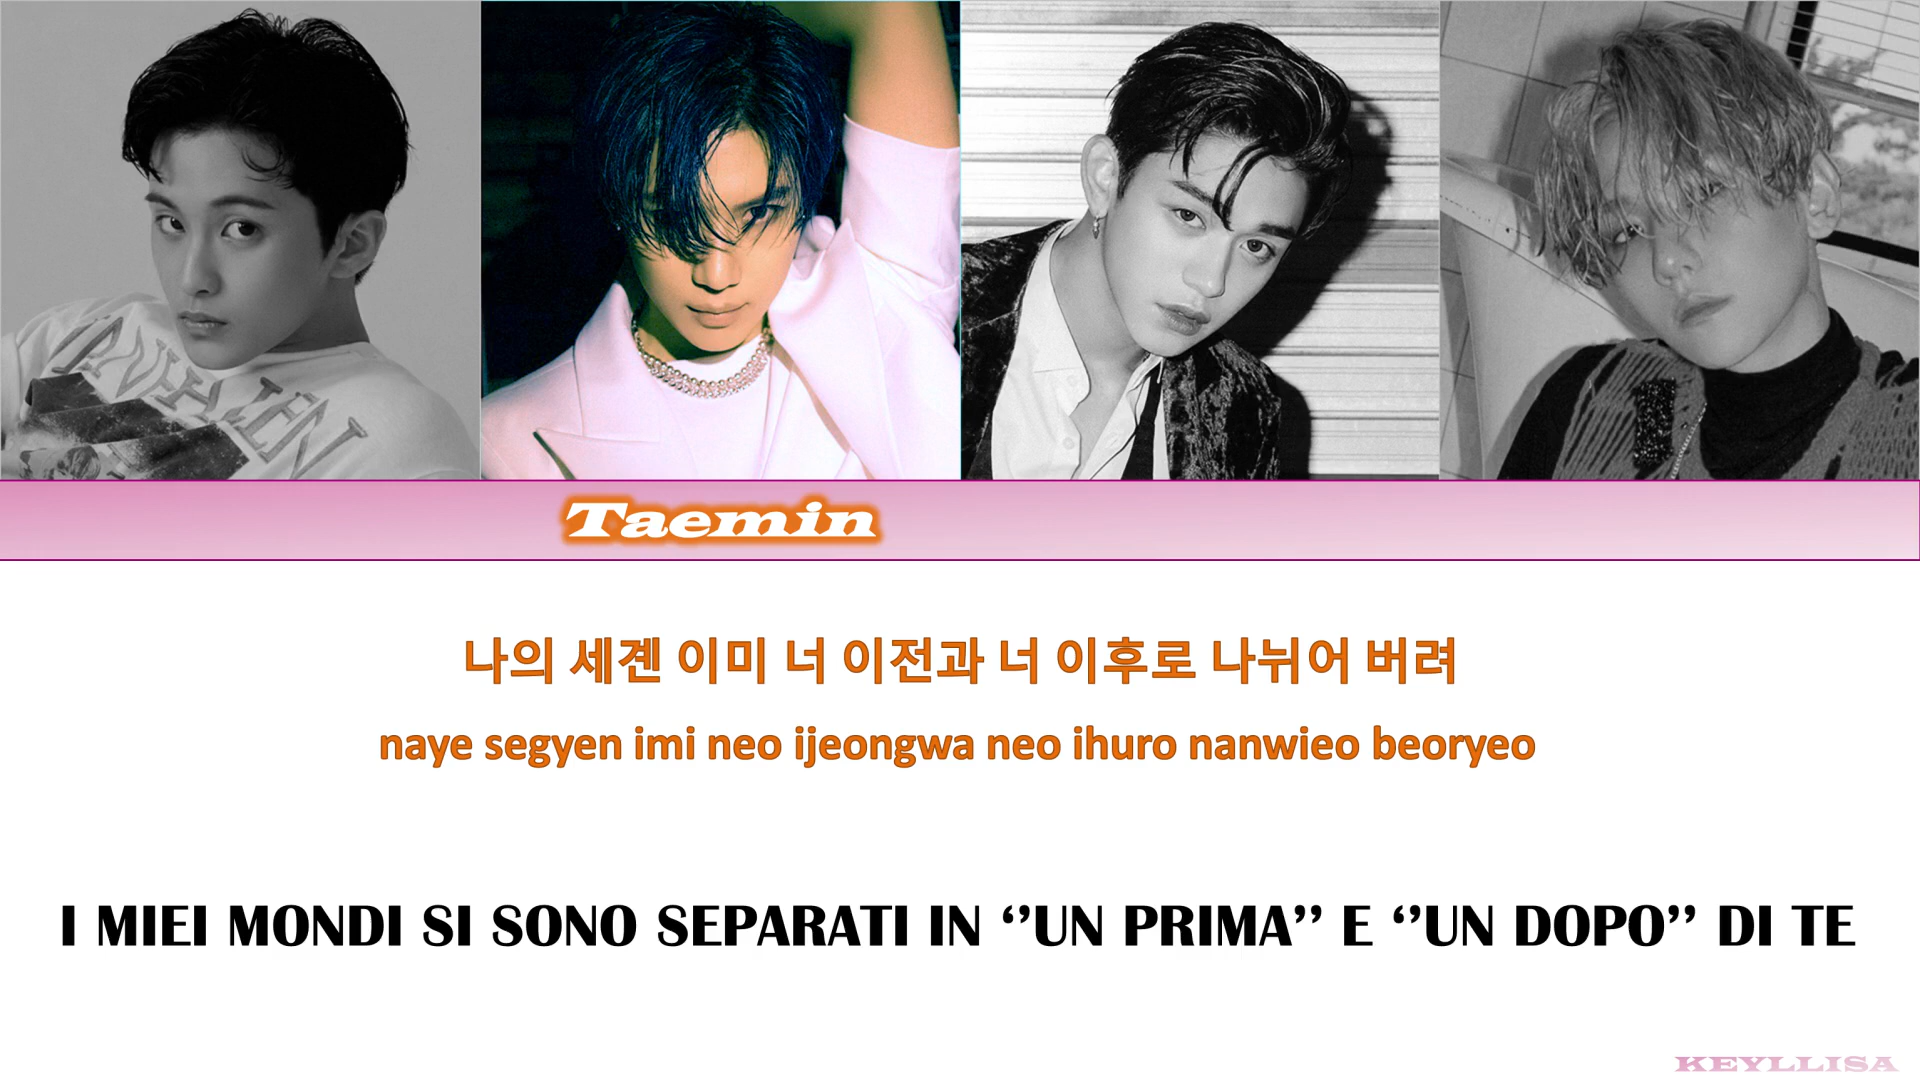 Taemin
나의 세곈 이미 너 이전과 너 이후로 나뉘어 버려
naye segyen imi neo ijeongwa neo ihuro nanwieo beoryeo
I MIEI MONDI SI SONO SEPARATI IN ‘’UN PRIMA’’ E ‘’UN DOPO’’ DI TE
KEYLLISA